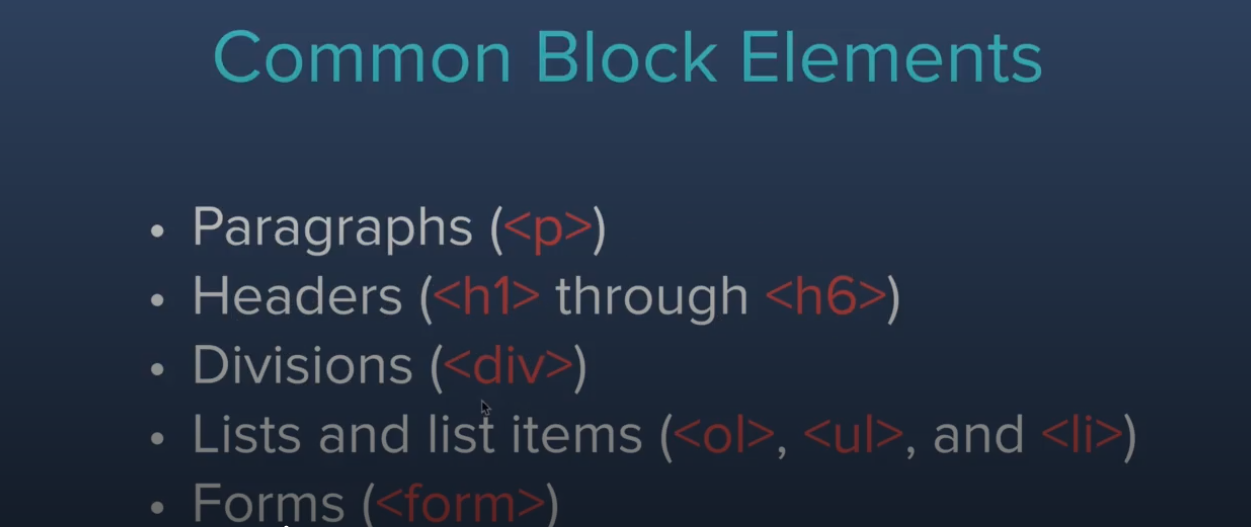 Common Block Elements
• Paragraphs (<p>)
• Headers (<h1> through <h6>)
• Divisions (<div>)
• Lists and list items (<ol>, <ul>, and <li>)
• Forms (<form>)